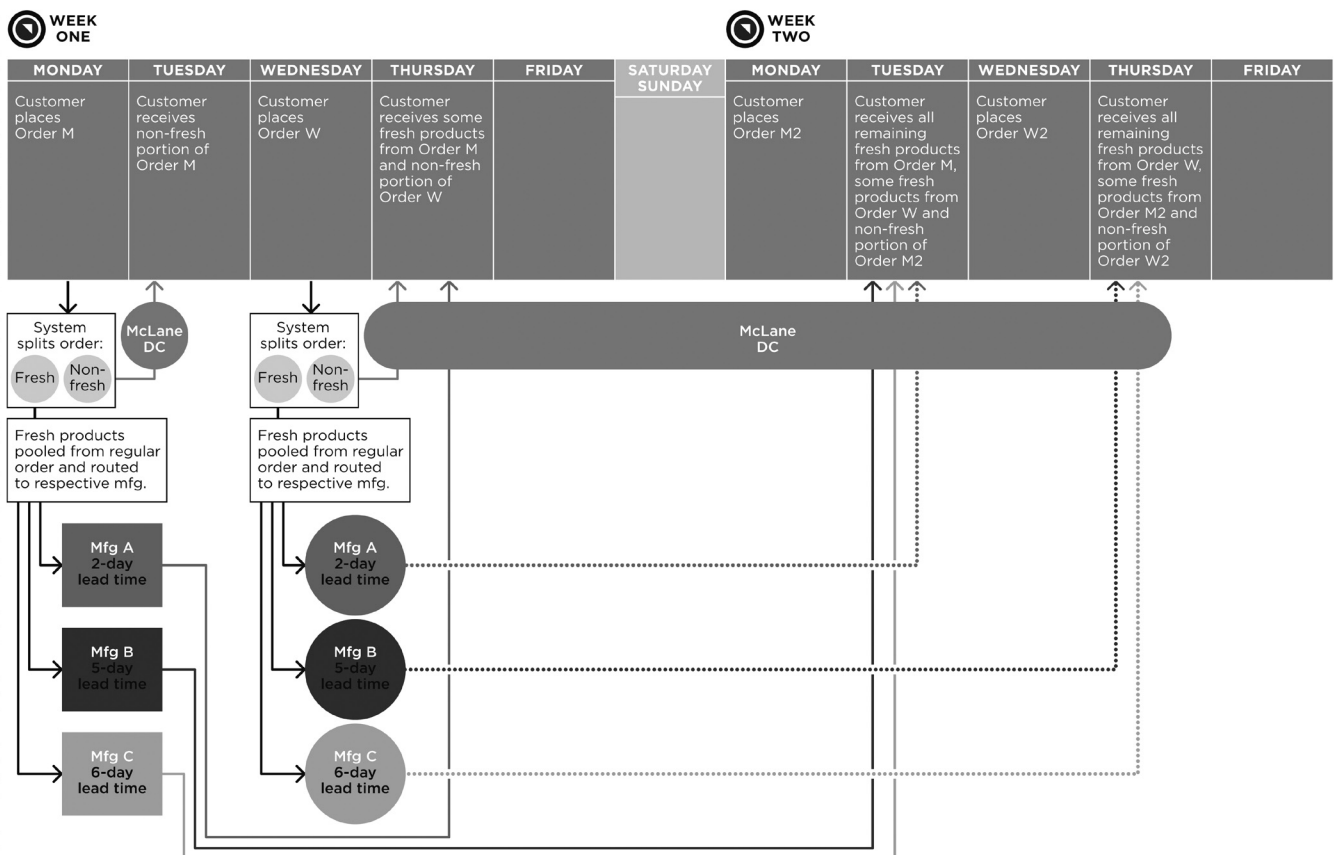 WEEK
ONE
WEEK
TWO
MONDAY
TUESDAY
WEDNESDAY
THURSDAY
FRIDAY
SATURDAY
SUNDAY
MONDAY
TUESDAY
WEDNESDAY
THURSDAY
FRIDAY
Customer
places
Order M
Customer
receives
non-fresh
portion of
Order M
Customer
places
Order W
Customer
receives some
fresh products
from Order M
and non-fresh
portion of
Order W
Customer
places
Order M2
Customer
receives all
remaining
fresh products
from Order M,
some fresh
products from
Order W and
non-fresh
portion of
Order M2
Customer
places
Order W2
Customer
receives all
remaining
fresh products
from Order W,
some fresh
products from
Order M2 and
non-fresh
portion of
Order W2
System
splits order:
Fresh
Non-
fresh
McLane
DC
System
splits order:
Fresh
Non-
fresh
McLane
DC
Fresh products
pooled from regular
order and routed
to respective mfg.
Fresh products
pooled from regular
order and routed
to respective mfg.
Mfg A
2-day
lead time
Mfg A
2-day
lead time
Mfg B
5-day
lead time
Mfg B
5-day
lead time
Mfg C
6-day
lead time
Mfg C
6-day
lead time